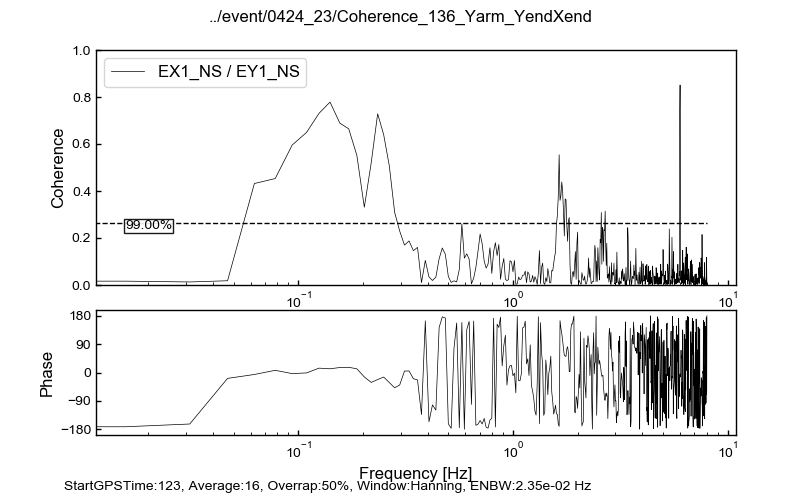 ../event/0424_23/Coherence_136_Yarm_YendXend
1.0
0.8
0.6
0.4
0.2
0.0
Coherence
EX1_NS / EY1_NS
99.00%
10⁻¹ 10⁰ 10¹
180
90
0
−90
−180
Phase
10⁻¹ 10⁰ 10¹
Frequency [Hz]
StartGPSTime:123, Average:16, Overrap:50%, Window:Hanning, ENBW:2.35e-02 Hz